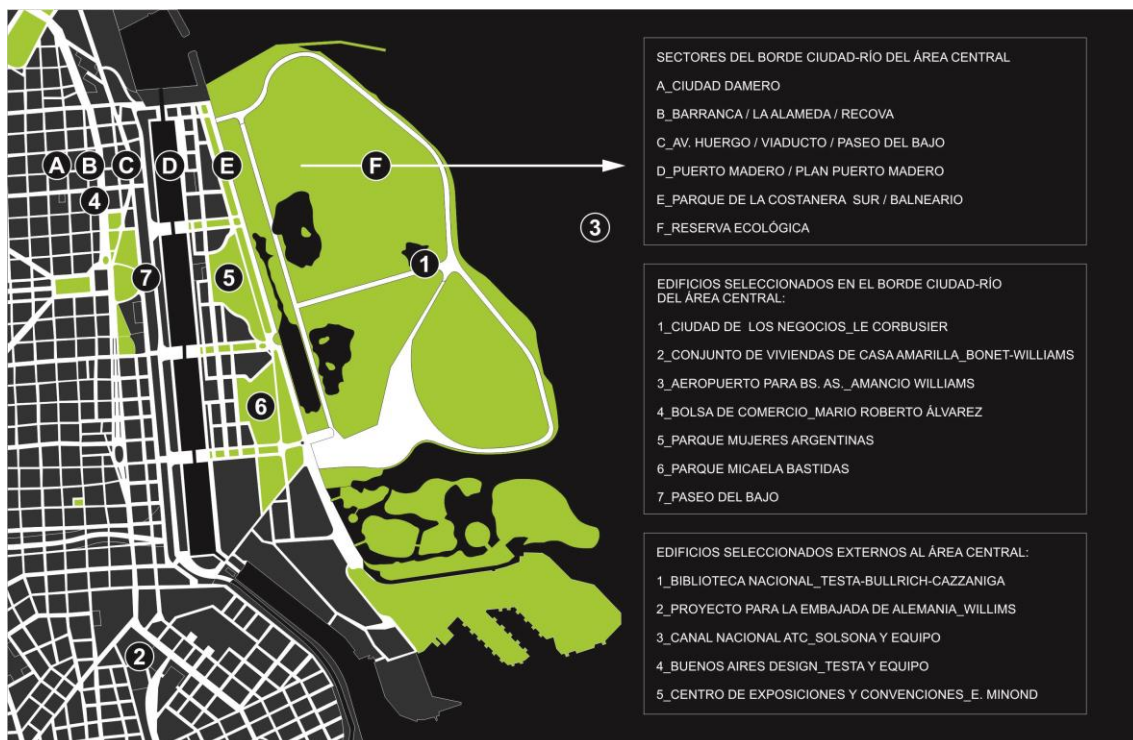 A B C D E F
4
3
7 5 1
6
2
SECTORES DEL BORDE CIUDAD-RÍO DEL ÁREA CENTRAL
A_CIUDAD DAMERO
B_BARRANCA / LA ALAMEDA / RECOVA
C_AV. HUERGO / VIADUCTO / PASEO DEL BAJO
D_PUERTO MADERO / PLAN PUERTO MADERO
E_PARQUE DE LA COSTANERA SUR / BALNEARIO
F_RESERVA ECOLÓGICA
EDIFICIOS SELECCIONADOS EN EL BORDE CIUDAD-RÍO
DEL ÁREA CENTRAL:
1_CIUDAD DE LOS NEGOCIOS_LE CORBUSIER
2_CONJUNTO DE VIVIENDAS DE CASA AMARILLA_BONET-WILLIAMS
3_AEROPUERTO PARA BS. AS._AMANCIO WILLIAMS
4_BOLSA DE COMERCIO_MARIO ROBERTO ÁLVAREZ
5_PARQUE MUJERES ARGENTINAS
6_PARQUE MICAELA BASTIDAS
7_PASEO DEL BAJO
EDIFICIOS SELECCIONADOS EXTERNOS AL ÁREA CENTRAL:
1_BIBLIOTECA NACIONAL_TESTA-BULLRICH-CAZZANIGA
2_PROYECTO PARA LA EMBAJADA DE ALEMANIA_WILLIMS
3_CANAL NACIONAL ATC_SOLSONA Y EQUIPO
4_BUENOS AIRES DESIGN_TESTA Y EQUIPO
5_CENTRO DE EXPOSICIONES Y CONVENCIONES_E. MINOND